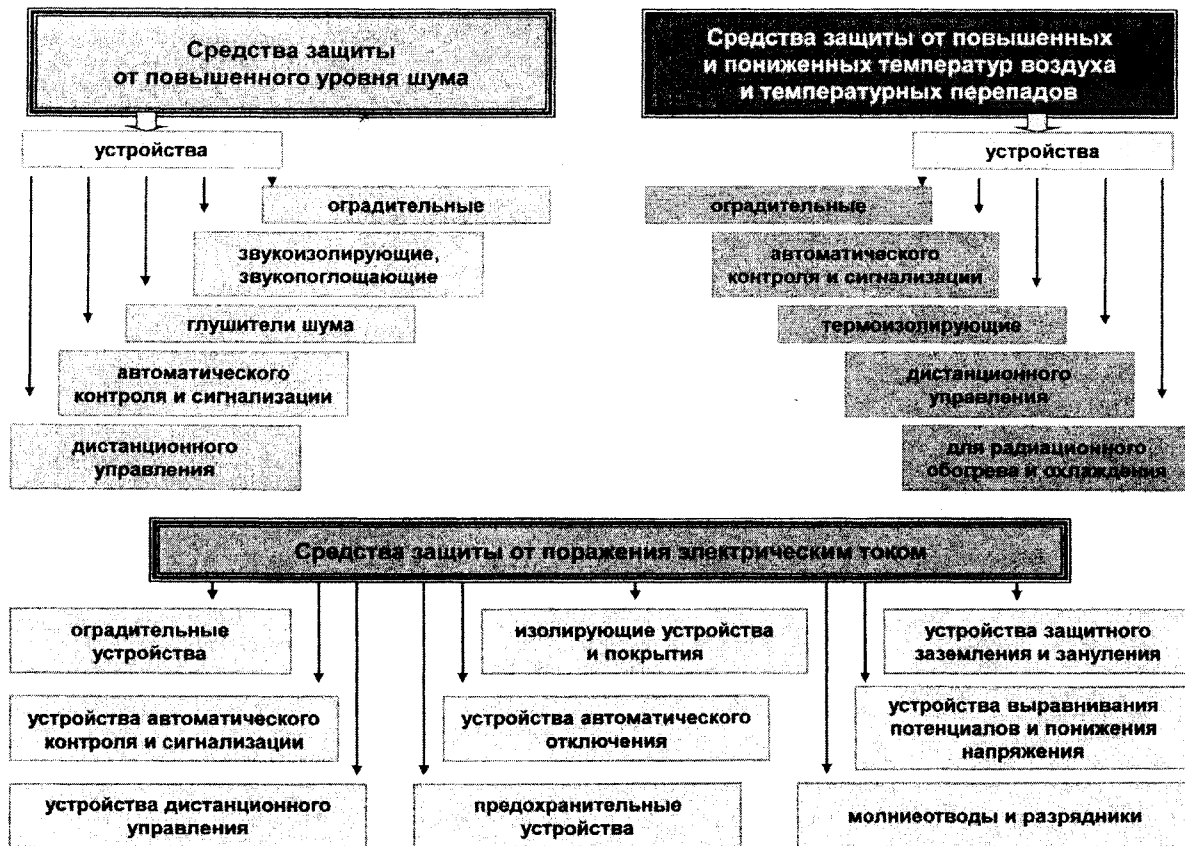 Средства защиты
от повышенного уровня шума
устройства
оградительные
звукоизолирующие,
звукопоглощающие
глушители шума
автоматического
контроля и сигнализации
дистанционного
управления
Средства защиты от повышенных
и пониженных температур воздуха
и температурных перепадов
устройства
оградительные
автоматического
контроля и сигнализации
термоизолирующие
дистанционного
управления
для радиационного
обогрева и охлаждения
Средства защиты от поражения электрическим током
оградительные
устройства
изолирующие устройства
и покрытия
устройства защитного
заземления и зануления
устройства автоматического
контроля и сигнализации
устройства автоматического
отключения
устройства выравнивания
потенциалов и понижения
напряжения
устройства дистанционного
управления
предохранительные
устройства
молниеотводы и разрядники